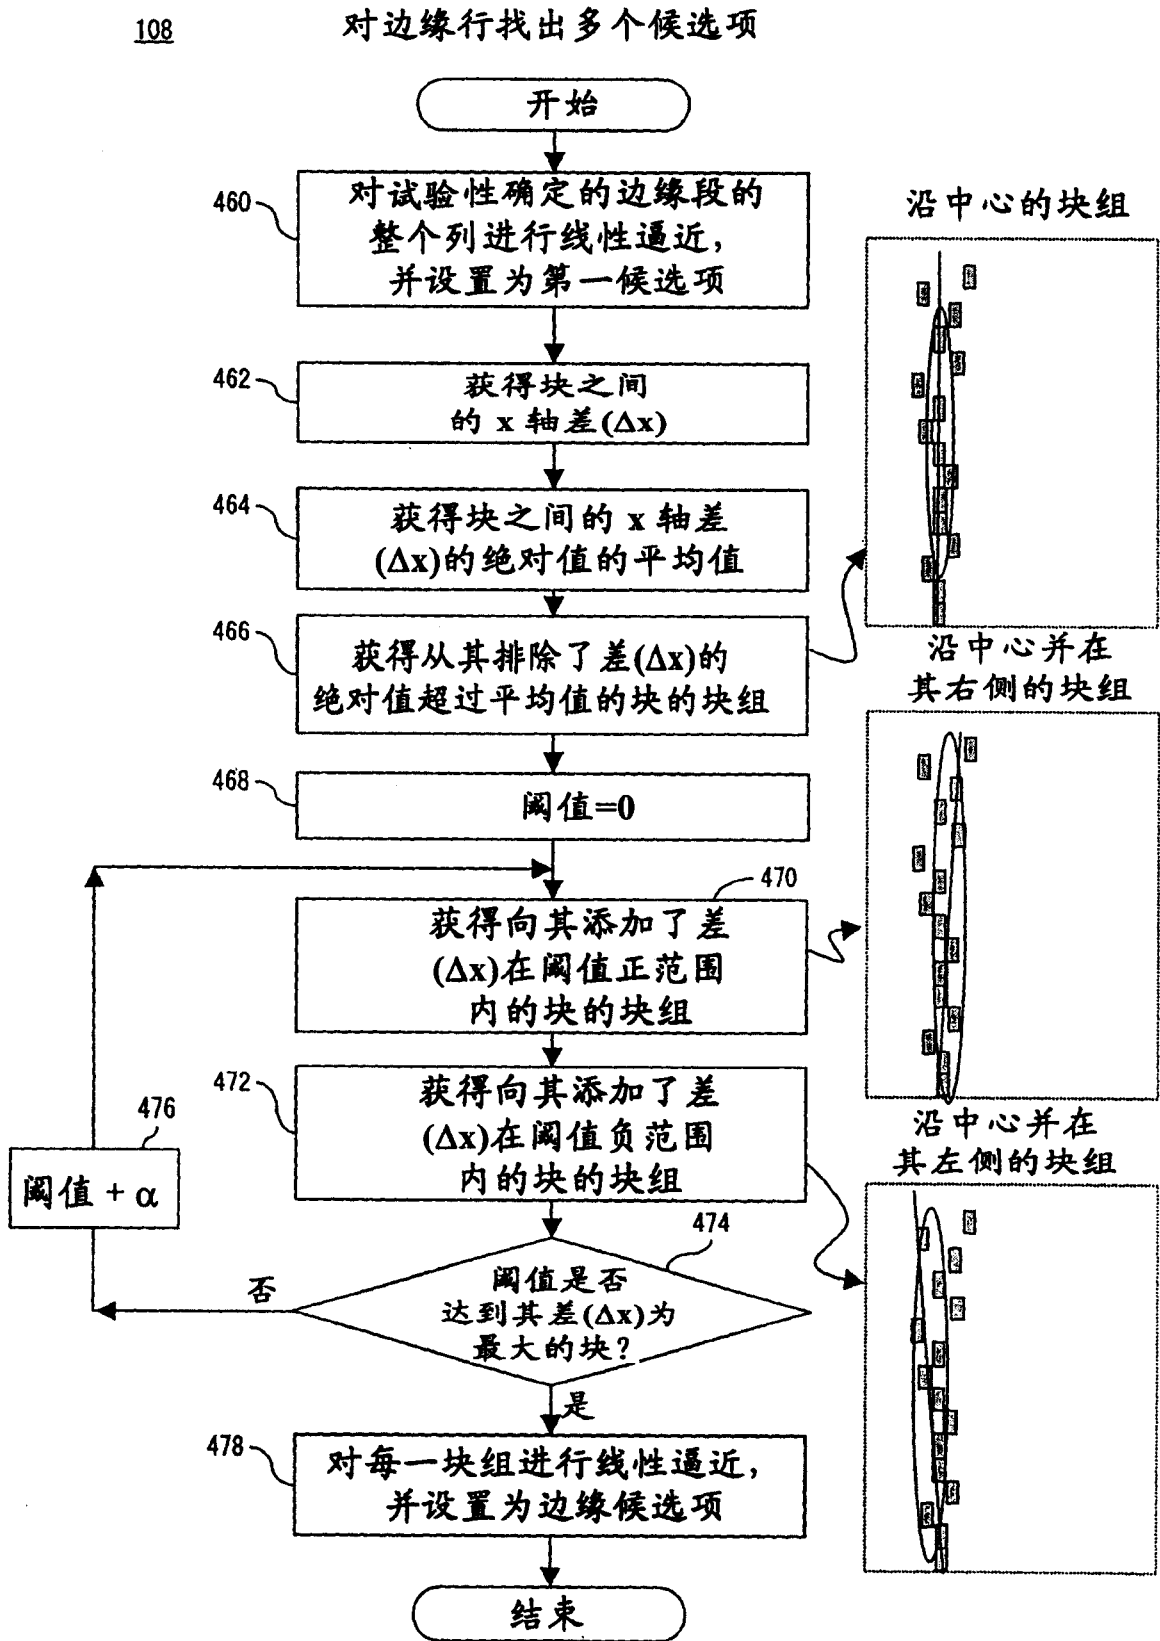 108
对边缘行找出多个候选项
开始
460
对试验性确定的边缘段的
整个列进行线性逼近,
并设置为第一候选项
462
获得块之间
的 x 轴差(Δx)
464
获得块之间的 x 轴差
(Δx)的绝对值的平均值
466
获得从其排除了差(Δx)的
绝对值超过平均值的块的块组
468
阈值=0
470
获得向其添加了差
(Δx)在阈值正范围
内的块的块组
472
获得向其添加了差
(Δx)在阈值负范围
内的块的块组
476
阈值 + α
474
阈值是否
达到其差(Δx)为
最大的块?
否
是
478
对每一块组进行线性逼近,
并设置为边缘候选项
结束
沿中心的块组
沿中心并在
其右侧的块组
沿中心并在
其左侧的块组